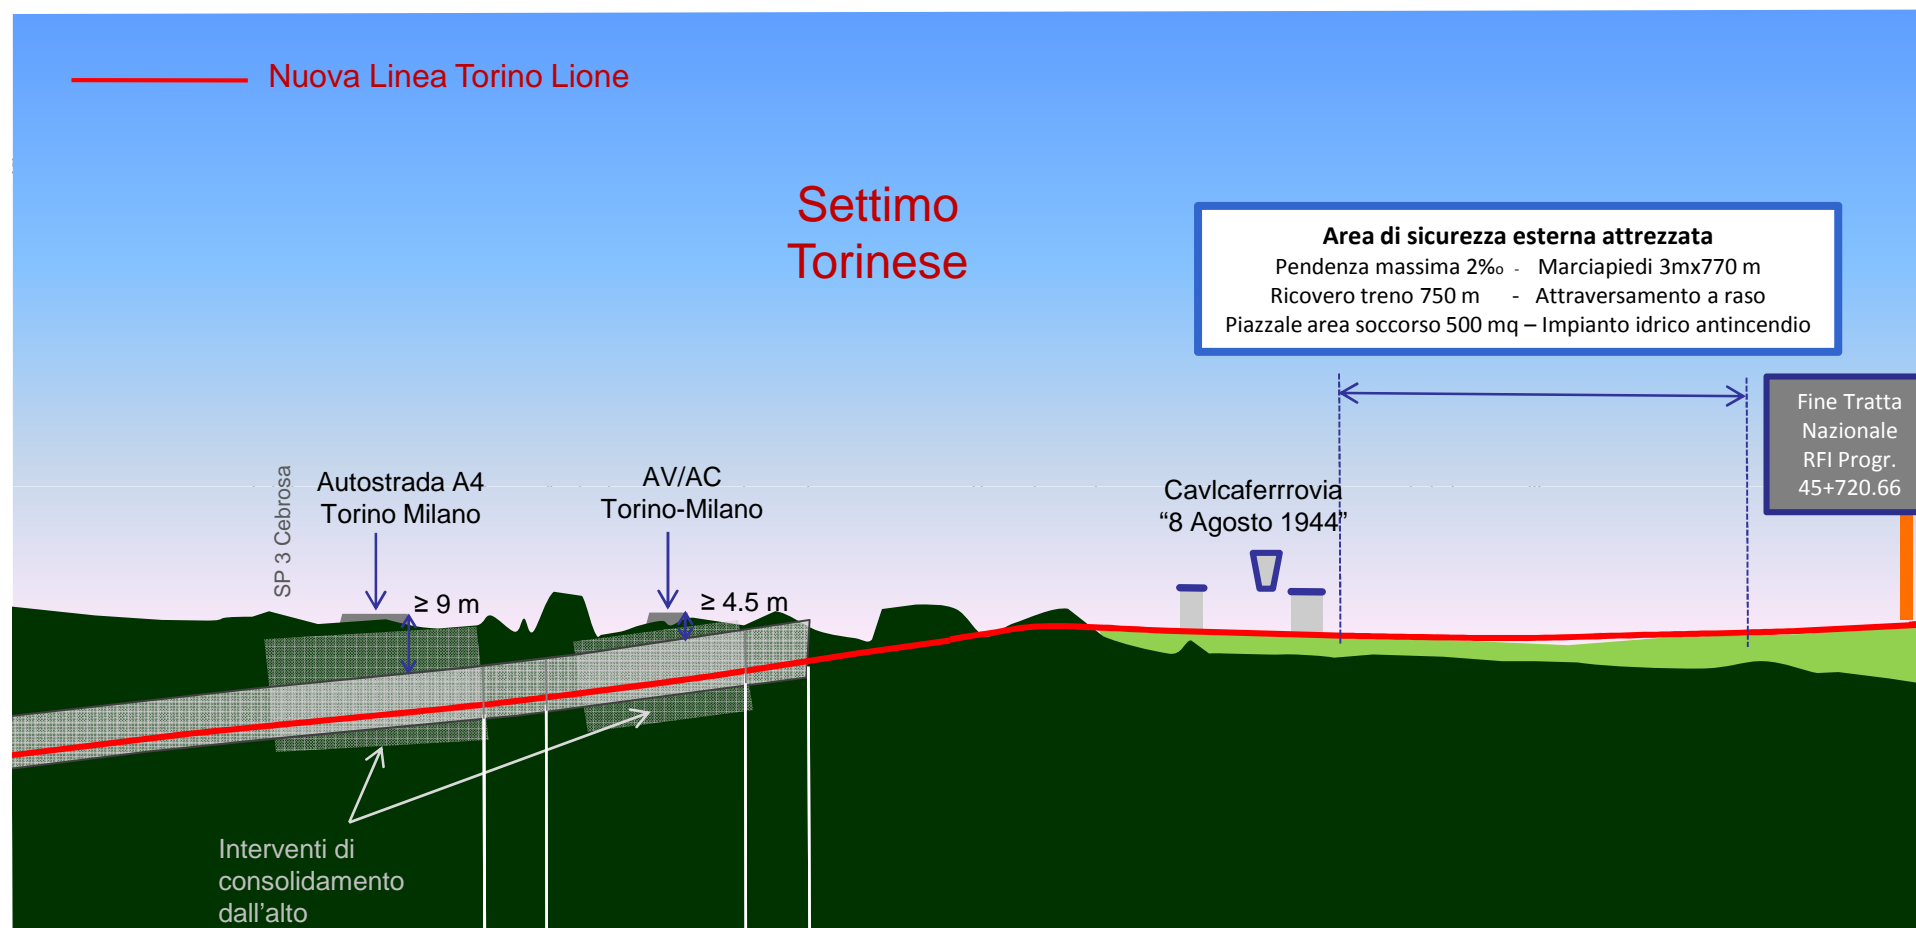 Nuova Linea Torino Lione
Settimo
Torinese
Area di sicurezza esterna attrezzata
Pendenza massima 2‰ - Marciapiedi 3mx770 m
Ricovero treno 750 m - Attraversamento a raso
Piazzale area soccorso 500 mq – Impianto idrico antincendio
Fine Tratta
Nazionale
RFI Progr.
45+720.66
SP 3 Cebrosa
Autostrada A4
Torino Milano
AV/AC
Torino-Milano
Cavlcaferrrovia
“8 Agosto 1944”
≥ 9 m
≥ 4.5 m
Interventi di
consolidamento
dall’alto